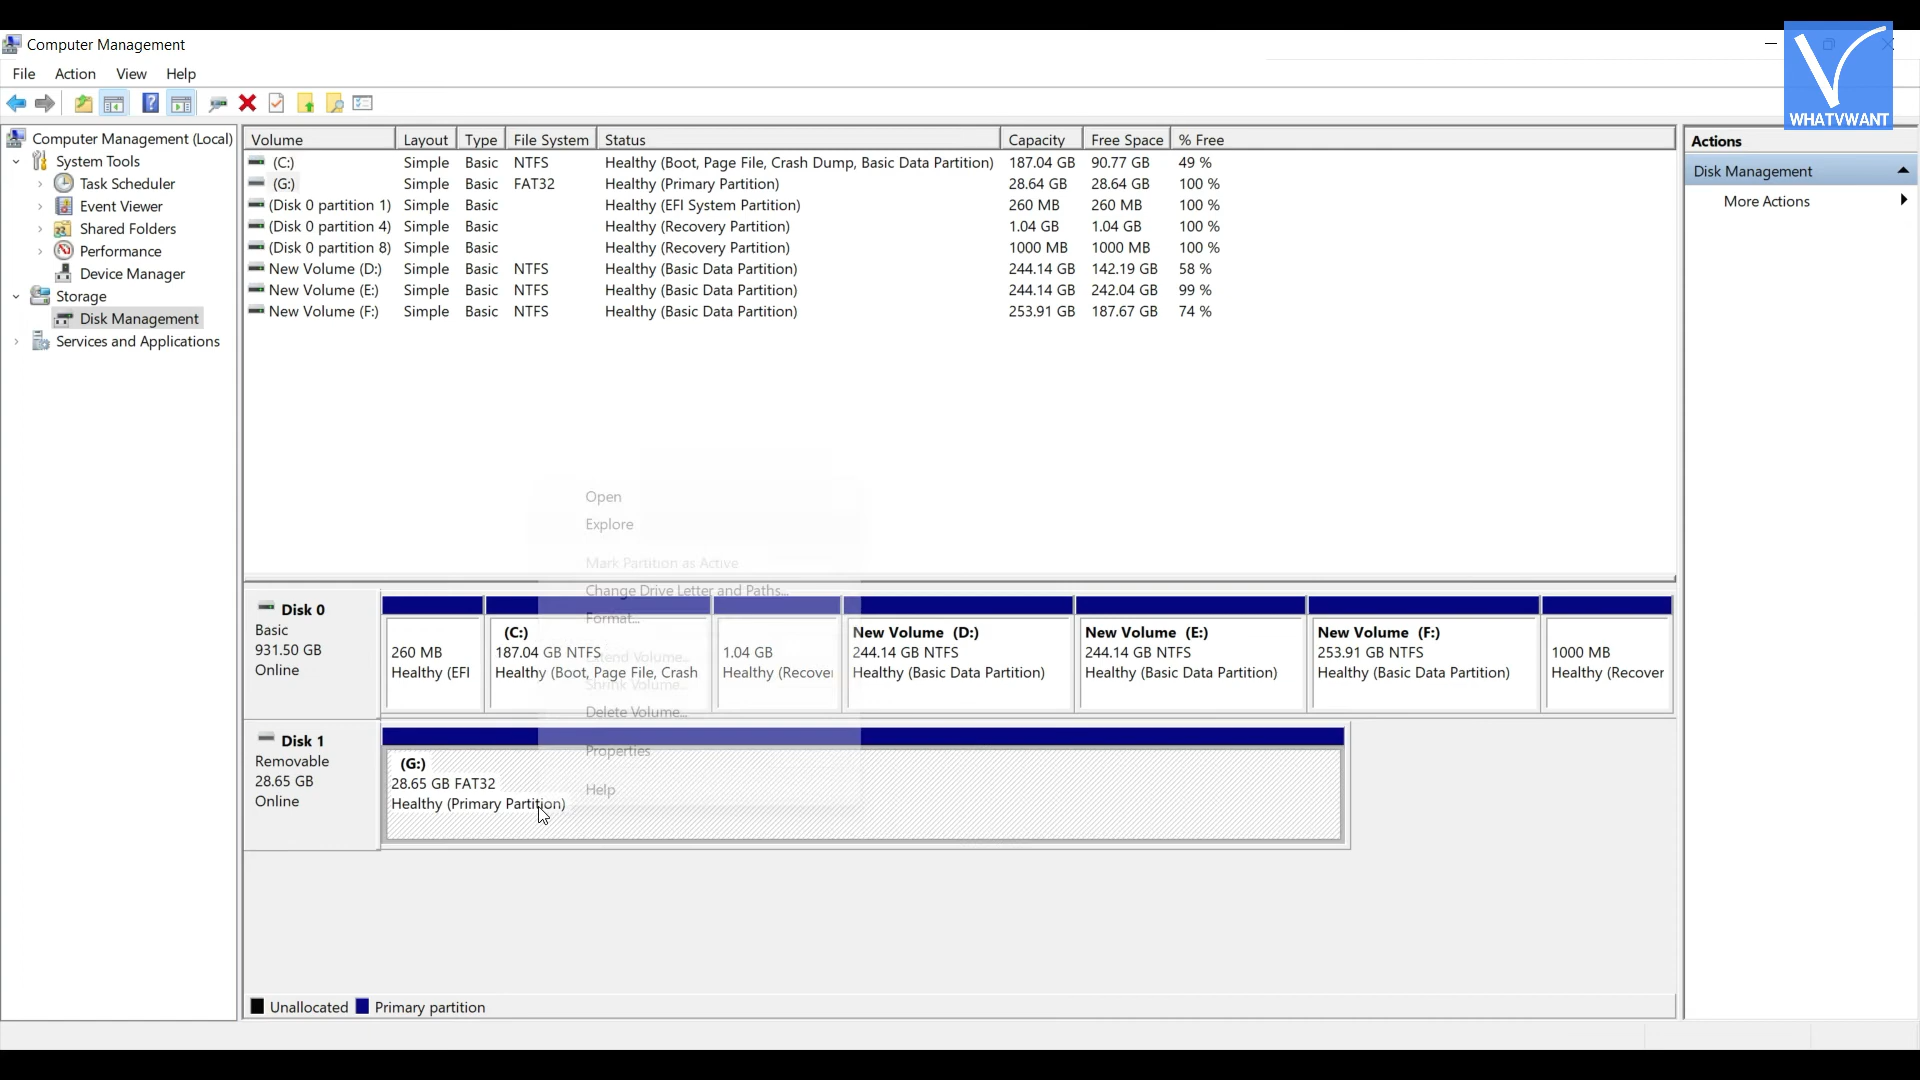 Computer Management
WHATVWANT
File Action View Help
Computer Management (Local)
System Tools
Task Scheduler
Event Viewer
Shared Folders
Performance
Device Manager
Storage
Disk Management
Services and Applications
Volume Layout Type File System Status Capacity Free Space % Free
(C:) Simple Basic NTFS Healthy (Boot, Page File, Crash Dump, Basic Data Partition) 187.04 GB 90.77 GB 49 %
(G:) Simple Basic FAT32 Healthy (Primary Partition) 28.64 GB 28.64 GB 100 %
(Disk 0 partition 1) Simple Basic Healthy (EFI System Partition) 260 MB 260 MB 100 %
(Disk 0 partition 4) Simple Basic Healthy (Recovery Partition) 1.04 GB 1.04 GB 100 %
(Disk 0 partition 8) Simple Basic Healthy (Recovery Partition) 1000 MB 1000 MB 100 %
New Volume (D:) Simple Basic NTFS Healthy (Basic Data Partition) 244.14 GB 142.19 GB 58 %
New Volume (E:) Simple Basic NTFS Healthy (Basic Data Partition) 244.14 GB 242.04 GB 99 %
New Volume (F:) Simple Basic NTFS Healthy (Basic Data Partition) 253.91 GB 187.67 GB 74 %
Actions
Disk Management
More Actions
Open
Explore
Mark Partition as Active
Change Drive Letter and Paths...
Format...
Extend Volume...
Shrink Volume...
Delete Volume...
Properties
Help
Disk 0
Basic
931.50 GB
Online
260 MB
Healthy (EFI
(C:)
187.04 GB NTFS
Healthy (Boot, Page File, Crash
1.04 GB
Healthy (Recover
New Volume (D:)
244.14 GB NTFS
Healthy (Basic Data Partition)
New Volume (E:)
244.14 GB NTFS
Healthy (Basic Data Partition)
New Volume (F:)
253.91 GB NTFS
Healthy (Basic Data Partition)
1000 MB
Healthy (Recover
Disk 1
Removable
28.65 GB
Online
(G:)
28.65 GB FAT32
Healthy (Primary Partition)
Unallocated Primary partition